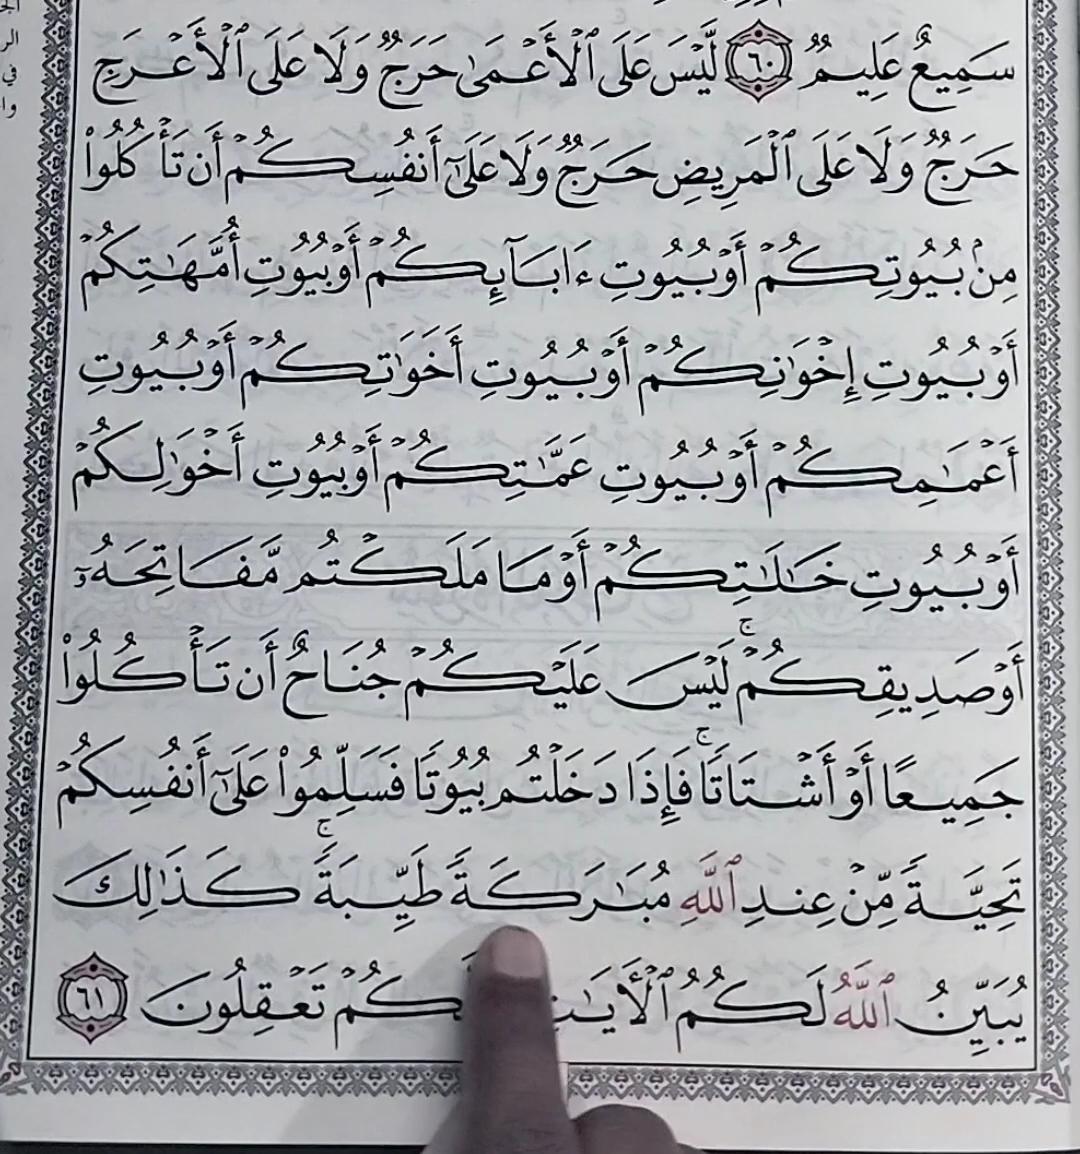 سَمِيعٌ عَلِيمٌ ٦٠ لَّيْسَ عَلَى ٱلْأَعْمَىٰ حَرَجٌ وَلَا عَلَى ٱلْأَعْرَجِ
حَرَجٌ وَلَا عَلَى ٱلْمَرِيضِ حَرَجٌ وَلَا عَلَىٰٓ أَنفُسِكُمْ أَن تَأْكُلُوا۟
مِنۢ بُيُوتِكُمْ أَوْ بُيُوتِ ءَابَآئِكُمْ أَوْ بُيُوتِ أُمَّهَـٰتِكُمْ
أَوْ بُيُوتِ إِخْوَٰنِكُمْ أَوْ بُيُوتِ أَخَوَٰتِكُمْ أَوْ بُيُوتِ
أَعْمَـٰمِكُمْ أَوْ بُيُوتِ عَمَّـٰتِكُمْ أَوْ بُيُوتِ أَخْوَٰلِكُمْ
أَوْ بُيُوتِ خَـٰلَـٰتِكُمْ أَوْ مَا مَلَكْتُم مَّفَاتِحَهُۥٓ
أَوْ صَدِيقِكُمْ ۚ لَيْسَ عَلَيْكُمْ جُنَاحٌ أَن تَأْكُلُوا۟
جَمِيعًا أَوْ أَشْتَاتًا ۚ فَإِذَا دَخَلْتُم بُيُوتًا فَسَلِّمُوا۟ عَلَىٰٓ أَنفُسِكُمْ
تَحِيَّةً مِّنْ عِندِ ٱللَّهِ مُبَـٰرَكَةً طَيِّبَةً ۚ كَذَٰلِكَ
يُبَيِّنُ ٱللَّهُ لَكُمُ ٱلْأَيَـٰتِ تَعْقِلُونَ ٦١